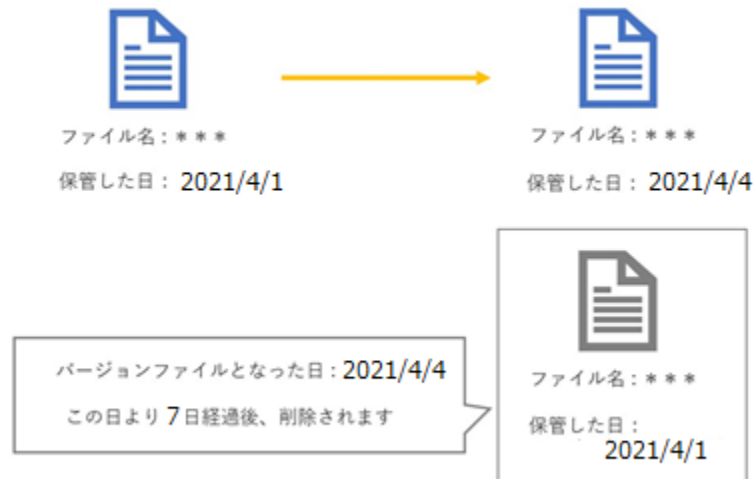 ファイル名：＊＊＊
保管した日： 2021/4/1
ファイル名：＊＊＊
保管した日： 2021/4/4
バージョンファイルとなった日：2021/4/4
この日より 7日経過後、削除されます
ファイル名：＊＊＊
保管した日：
2021/4/1